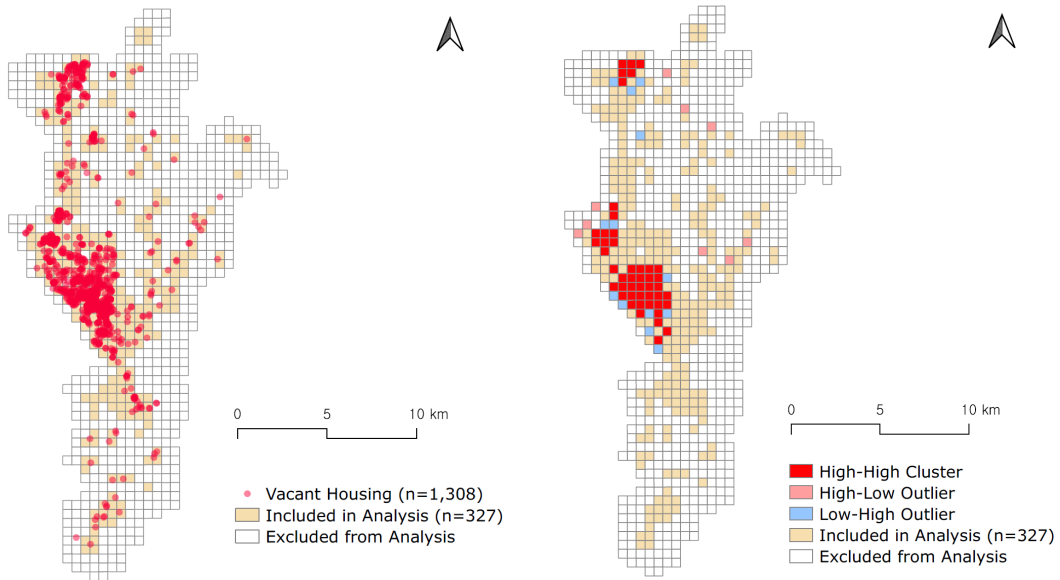 0 5 10 km
Vacant Housing (n=1,308)
Included in Analysis (n=327)
Excluded from Analysis
0 5 10 km
High-High Cluster
High-Low Outlier
Low-High Outlier
Included in Analysis (n=327)
Excluded from Analysis